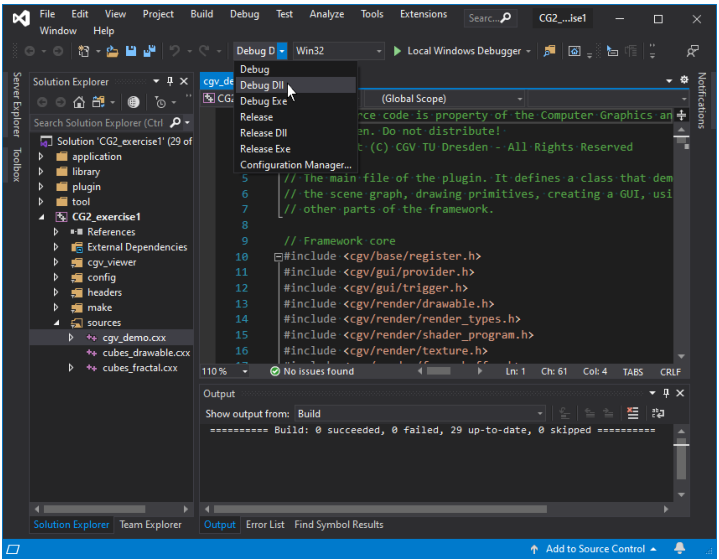 File Edit View Project Build Debug Test Analyze Tools Extensions Searc... CG2_...ise1
Window Help
Debug D Win32 Local Windows Debugger
Debug
Debug Dll
Debug Exe
Release
Release Dll
Release Exe
Configuration Manager...
Server Explorer
Toolbox
Notifications
Solution Explorer
Search Solution Explorer (Ctrl
Solution 'CG2_exercise1' (29 of
application
library
plugin
tool
CG2_exercise1
References
External Dependencies
cgv_viewer
config
headers
make
sources
cgv_demo.cxx
cubes_drawable.cxx
cubes_fractal.cxx
Solution Explorer Team Explorer
cgv_de
CG2 (Global Scope)
rce code is property of the Computer Graphics an
en. Do not distribute!
t (C) CGV TU Dresden - All Rights Reserved
5 // The main file of the plugin. It defines a class that dem
6 // the scene graph, drawing primitives, creating a GUI, usi
7 // other parts of the framework.
8
9 // Framework core
10 #include <cgv/base/register.h>
11 #include <cgv/gui/provider.h>
12 #include <cgv/gui/trigger.h>
13 #include <cgv/render/drawable.h>
14 #include <cgv/render/render_types.h>
15 #include <cgv/render/shader_program.h>
16 #include <cgv/render/texture.h>
110 % No issues found Ln: 1 Ch: 61 Col: 4 TABS CRLF
Output
Show output from: Build
========== Build: 0 succeeded, 0 failed, 29 up-to-date, 0 skipped ==========
Output Error List Find Symbol Results
Add to Source Control